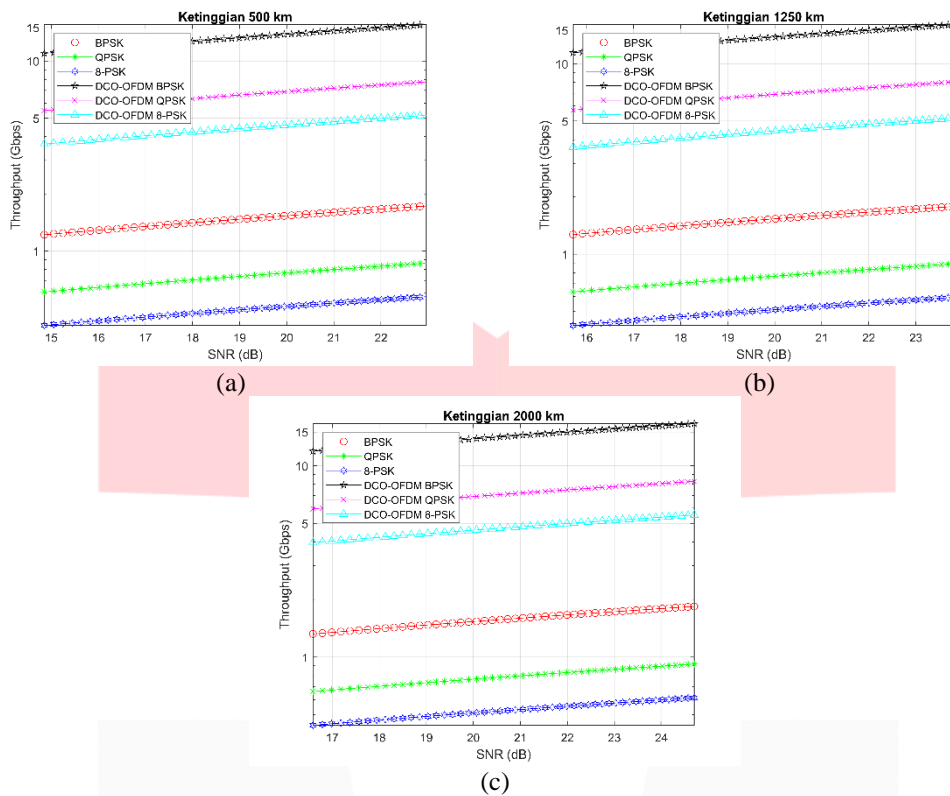 Ketinggian 500 km
15
10
5
1
Throughput (Gbps)
BPSK
QPSK
8-PSK
DCO-OFDM BPSK
DCO-OFDM QPSK
DCO-OFDM 8-PSK
15 16 17 18 19 20 21 22
SNR (dB)
(a)
Ketinggian 1250 km
15
10
5
1
Throughput (Gbps)
BPSK
QPSK
8-PSK
DCO-OFDM BPSK
DCO-OFDM QPSK
DCO-OFDM 8-PSK
16 17 18 19 20 21 22 23
SNR (dB)
(b)
Ketinggian 2000 km
15
10
5
1
Throughput (Gbps)
BPSK
QPSK
8-PSK
DCO-OFDM BPSK
DCO-OFDM QPSK
DCO-OFDM 8-PSK
17 18 19 20 21 22 23 24
SNR (dB)
(c)